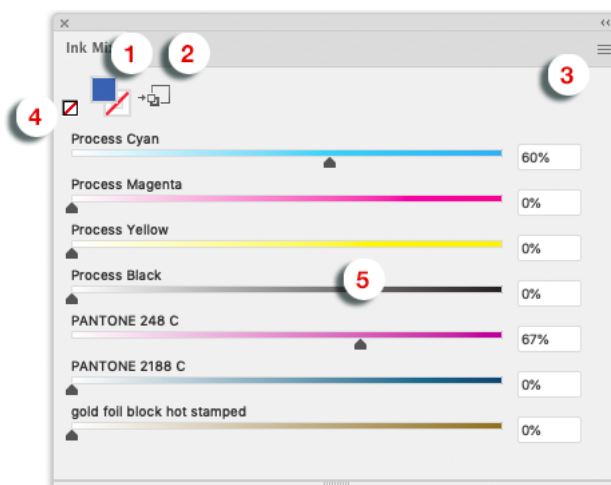 Ink Mi
1
2
3
4
Process Cyan
60%
Process Magenta
0%
Process Yellow
0%
Process Black
5
0%
PANTONE 248 C
67%
PANTONE 2188 C
0%
gold foil block hot stamped
0%